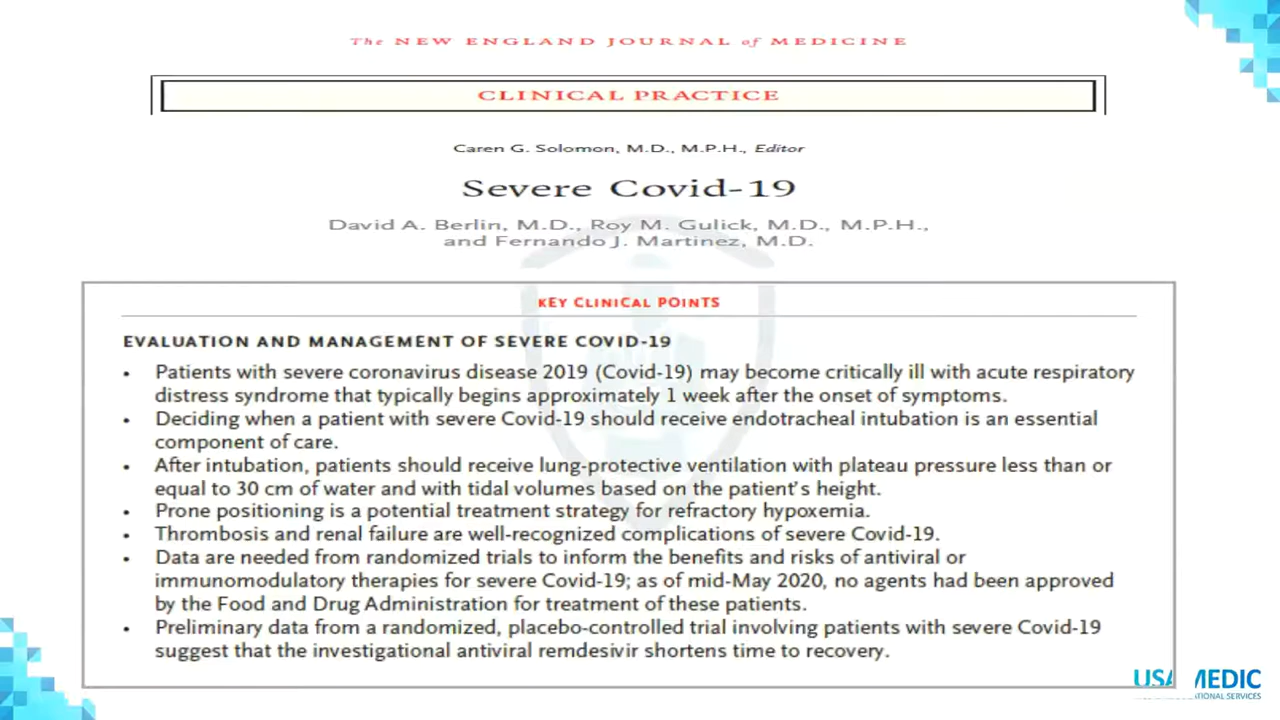 The NEW ENGLAND JOURNAL of MEDICINE
CLINICAL PRACTICE
Caren G. Solomon, M.D., M.P.H., Editor
Severe Covid-19
David A. Berlin, M.D., Roy M. Gulick, M.D., M.P.H.,
and Fernando J. Martinez, M.D.
KEY CLINICAL POINTS
EVALUATION AND MANAGEMENT OF SEVERE COVID-19
• Patients with severe coronavirus disease 2019 (Covid-19) may become critically ill with acute respiratory
distress syndrome that typically begins approximately 1 week after the onset of symptoms.
• Deciding when a patient with severe Covid-19 should receive endotracheal intubation is an essential
component of care.
• After intubation, patients should receive lung-protective ventilation with plateau pressure less than or
equal to 30 cm of water and with tidal volumes based on the patient's height.
• Prone positioning is a potential treatment strategy for refractory hypoxemia.
• Thrombosis and renal failure are well-recognized complications of severe Covid-19.
• Data are needed from randomized trials to inform the benefits and risks of antiviral or
immunomodulatory therapies for severe Covid-19; as of mid-May 2020, no agents had been approved
by the Food and Drug Administration for treatment of these patients.
• Preliminary data from a randomized, placebo-controlled trial involving patients with severe Covid-19
suggest that the investigational antiviral remdesivir shortens time to recovery.
USA MEDIC
SERVICES